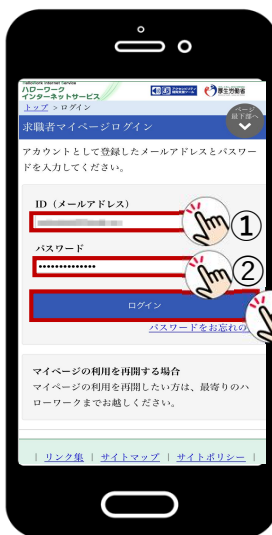 HelloWork Internet Service
ハローワーク
インターネットサービス
厚生労働省
トップ > ログイン
ページ
最下部へ
求職者マイページログイン
アカウントとして登録したメールアドレスとパスワー
ドを入力してください。
ID（メールアドレス）
①
パスワード
••••••••••••••
②
ログイン
パスワードをお忘れの
マイページの利用を再開する場合
マイページの利用を再開したい方は、最寄りのハ
ローワークまでお越しください。
| リンク集 | サイトマップ | サイトポリシー |